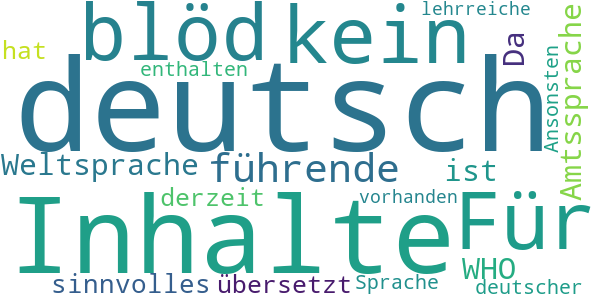 lehrreiche
blöd kein
hat
enthalten
Da
Ansonsten
Amtssprache
deutsch
Weltsprache führende ist
derzeit vorhanden
Inhalte Für
WHO
sinnvolles übersetzt Sprache deutscher